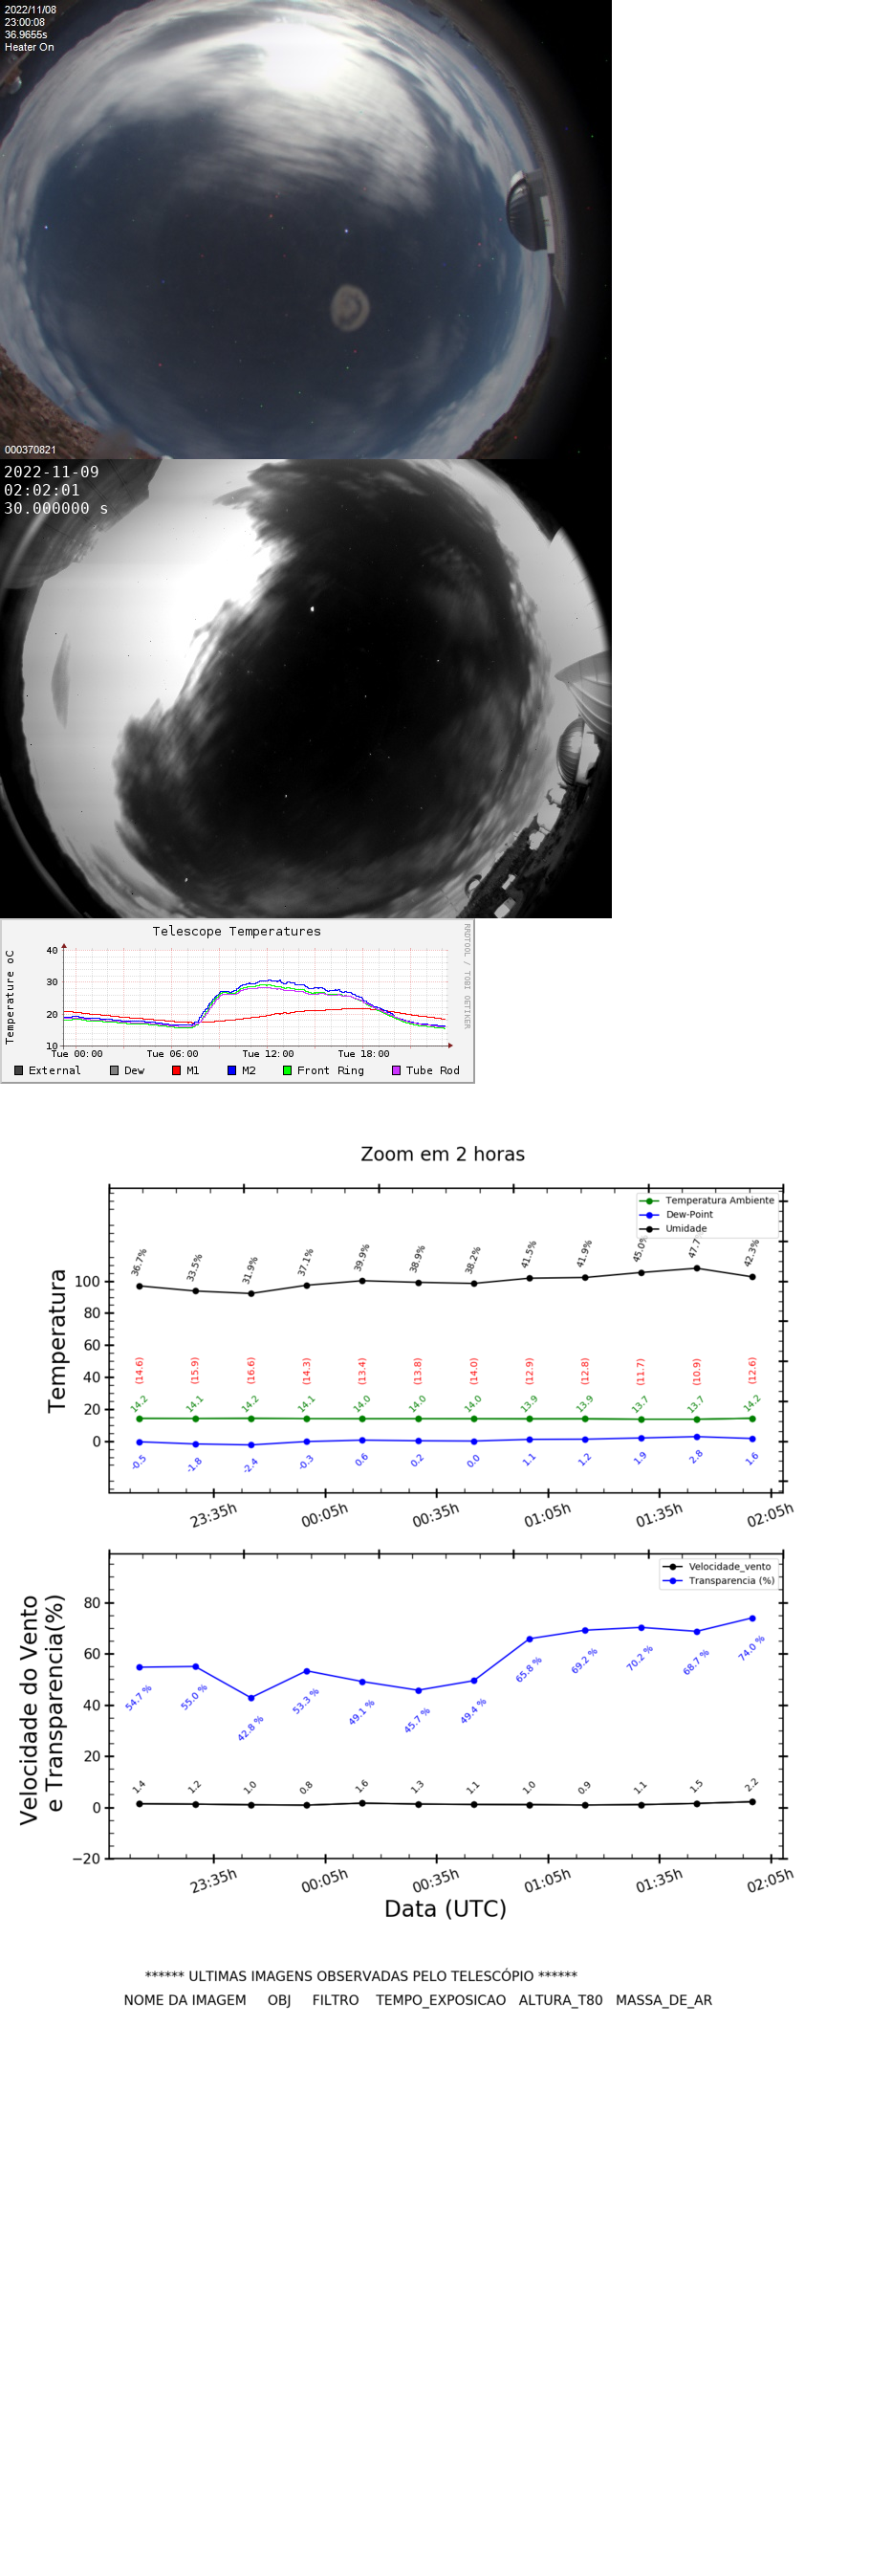 2022/11/08
23:00:08
36.9655s
Heater On
000370821
2022-11-09
02:02:01
30.000000 s
Telescope Temperatures
RRDTOOL / TOBI OETIKER
Temperature oC
40
30
20
10
Tue 00:00 Tue 06:00 Tue 12:00 Tue 18:00
External Dew M1 M2 Front Ring Tube Rod
Zoom em 2 horas
Temperatura Ambiente
Dew-Point
Umidade
Temperatura
100
80
60
40
20
0
36.7% 33.5% 31.9% 37.1% 39.9% 38.9% 38.2% 41.5% 41.9% 45.0% 47.7 42.3%
(14.6) (15.9) (16.6) (14.3) (13.4) (13.8) (14.0) (12.9) (12.8) (11.7) (10.9) (12.6)
14.2 14.1 14.2 14.1 14.0 14.0 14.0 13.9 13.9 13.7 13.7 14.2
-0.5 -1.8 -2.4 -0.3 0.6 0.2 0.0 1.1 1.2 1.9 2.8 1.6
23:35h 00:05h 00:35h 01:05h 01:35h 02:05h
Velocidade_vento
Transparencia (%)
Velocidade do Vento
e Transparencia(%)
80
60
40
20
0
−20
54.7 % 55.0 % 42.8 % 53.3 % 49.1 % 45.7 % 49.4 % 65.8 % 69.2 % 70.2 % 68.7 % 74.0 %
1.4 1.2 1.0 0.8 1.6 1.3 1.1 1.0 0.9 1.1 1.5 2.2
23:35h 00:05h 00:35h 01:05h 01:35h 02:05h
Data (UTC)
****** ULTIMAS IMAGENS OBSERVADAS PELO TELESCÓPIO ******
NOME DA IMAGEM OBJ FILTRO TEMPO_EXPOSICAO ALTURA_T80 MASSA_DE_AR